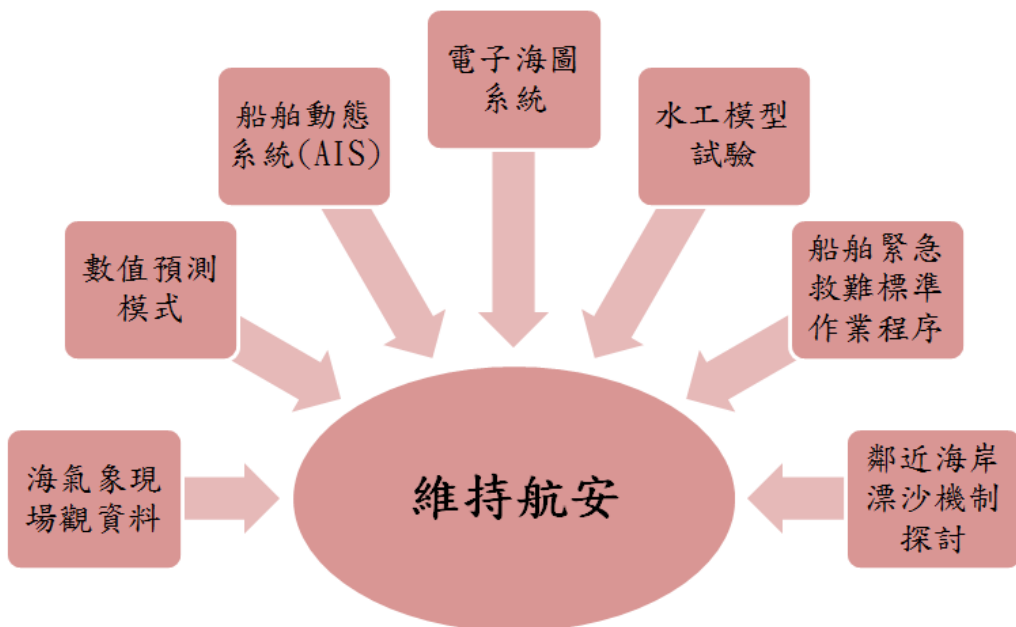 電子海圖
系統
船舶動態
系統(AIS)
水工模型
試驗
數值預測
模式
船舶緊急
救難標準
作業程序
海氣象現
場觀資料
維持航安
鄰近海岸
漂沙機制
探討